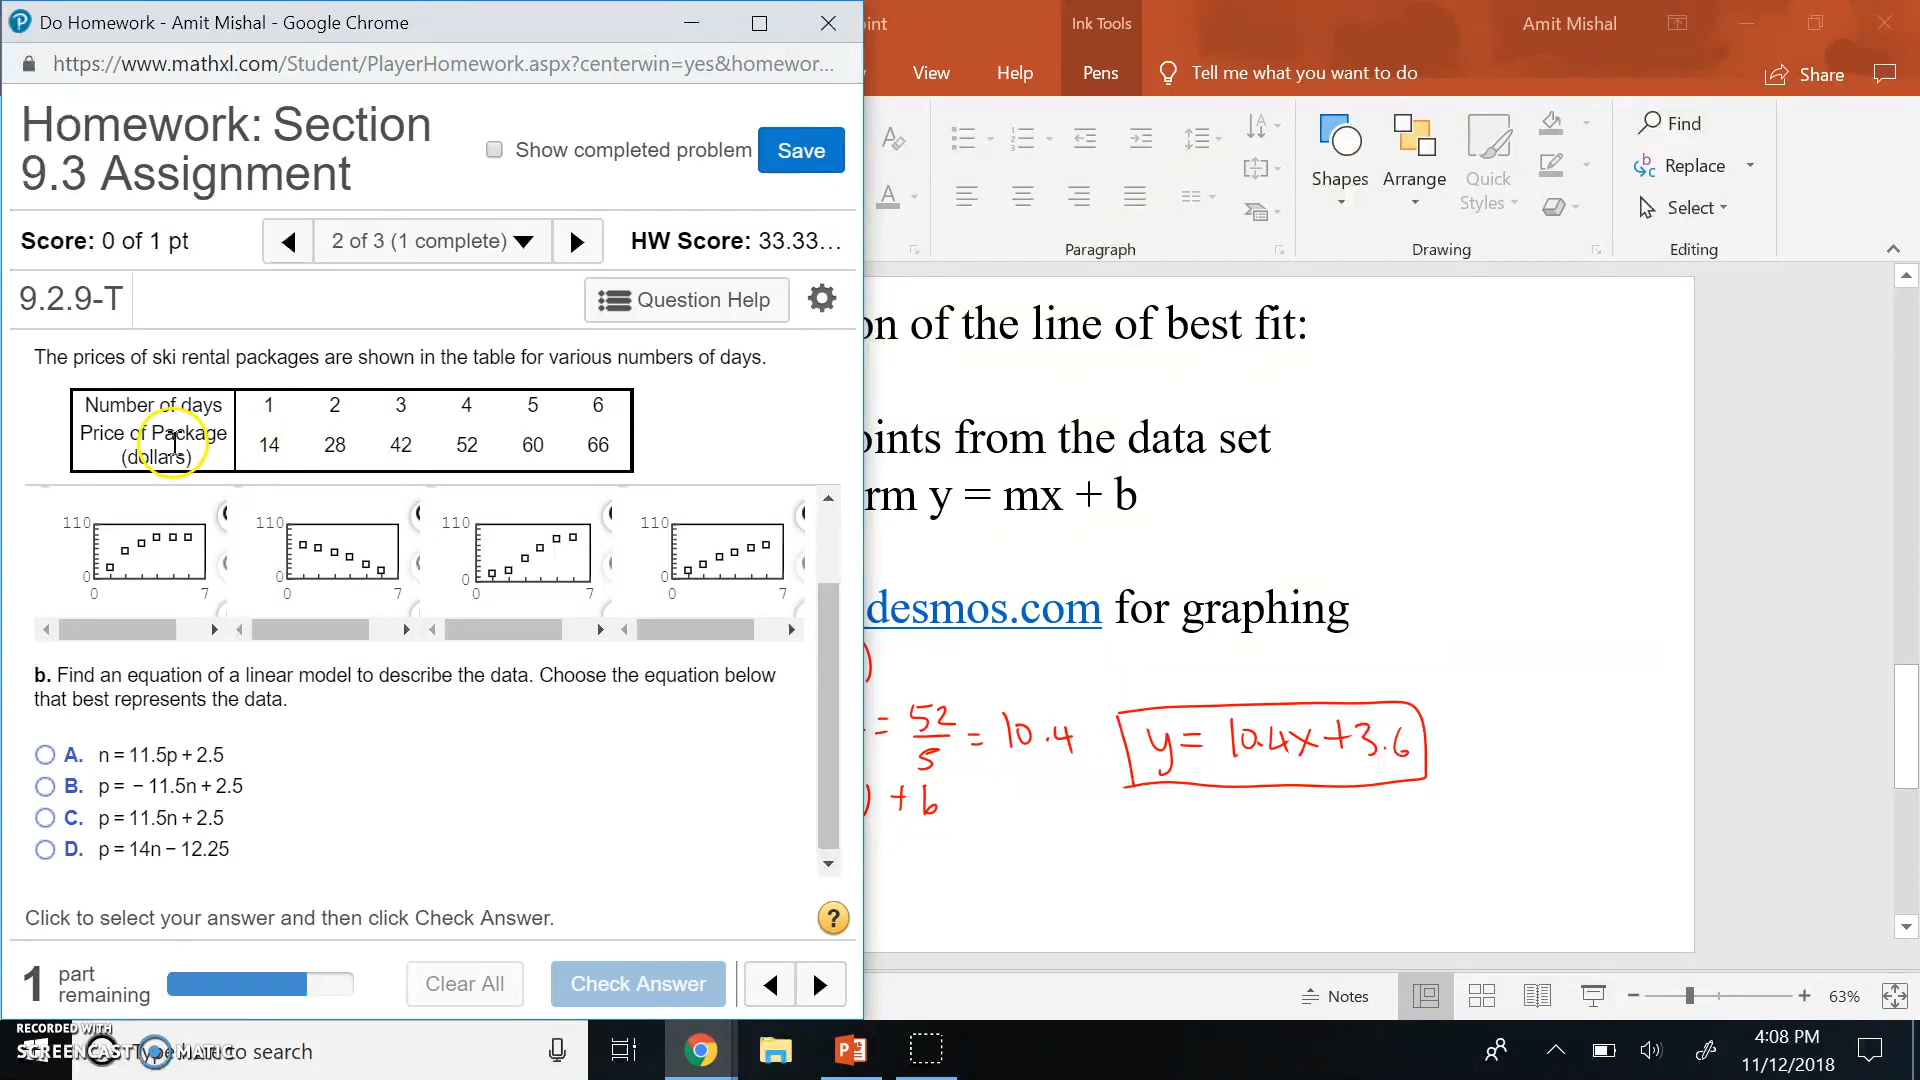 Do Homework - Amit Mishal - Google Chrome
https://www.mathxl.com/Student/PlayerHomework.aspx?centerwin=yes&homewor...
Homework: Section
9.3 Assignment
Show completed problem
Save
Score: 0 of 1 pt
2 of 3 (1 complete)
HW Score: 33.33...
9.2.9-T
Question Help
The prices of ski rental packages are shown in the table for various numbers of days.
Number of days 1 2 3 4 5 6
Price of Package
(dollars) 14 28 42 52 60 66
110 110 110 110
0 0 0 0
0 7 0 7 0 7 0 7
b. Find an equation of a linear model to describe the data. Choose the equation below
that best represents the data.
A. n = 11.5p + 2.5
B. p = − 11.5n + 2.5
C. p = 11.5n + 2.5
D. p = 14n − 12.25
Click to select your answer and then click Check Answer.
?
1 part
remaining
Clear All
Check Answer
Ink Tools
Amit Mishal
View
Help
Pens
Tell me what you want to do
Share
Shapes
Arrange
Quick
Styles
Find
Replace
Select
Paragraph
Drawing
Editing
on of the line of best fit:
oints from the data set
rm y = mx + b
desmos.com for graphing
)
= 52/5 = 10.4
y = 10.4x + 3.6
) + b
Notes
63%
RECORDED WITH
SCREENCAST MATIC
to search
4:08 PM
11/12/2018